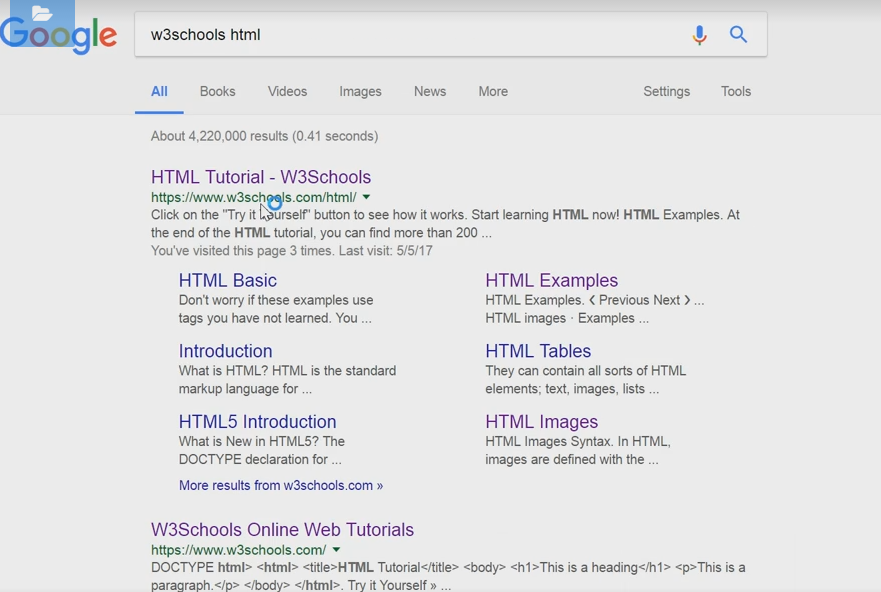 Google
w3schools html
All Books Videos Images News More Settings Tools
About 4,220,000 results (0.41 seconds)
HTML Tutorial - W3Schools
https://www.w3schools.com/html/
Click on the "Try it Yourself" button to see how it works. Start learning HTML now! HTML Examples. At
the end of the HTML tutorial, you can find more than 200 ...
You've visited this page 3 times. Last visit: 5/5/17
HTML Basic
Don't worry if these examples use
tags you have not learned. You ...
HTML Examples
HTML Examples. ❮ Previous Next ❯ ...
HTML images · Examples ...
Introduction
What is HTML? HTML is the standard
markup language for ...
HTML Tables
They can contain all sorts of HTML
elements; text, images, lists ...
HTML5 Introduction
What is New in HTML5? The
DOCTYPE declaration for ...
HTML Images
HTML Images Syntax. In HTML,
images are defined with the ...
More results from w3schools.com »
W3Schools Online Web Tutorials
https://www.w3schools.com/
DOCTYPE html> <html> <title>HTML Tutorial</title> <body> <h1>This is a heading</h1> <p>This is a
paragraph.</p> </body> </html>. Try it Yourself » ...